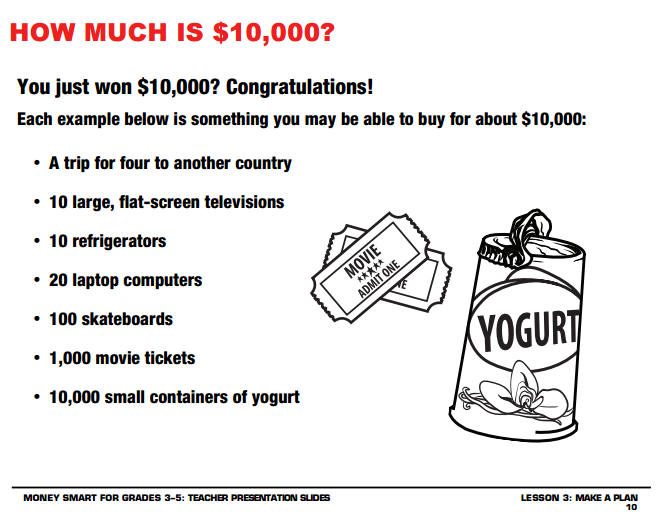 HOW MUCH IS $10,000?
You just won $10,000? Congratulations!
Each example below is something you may be able to buy for about $10,000:
• A trip for four to another country
• 10 large, flat-screen televisions
• 10 refrigerators
• 20 laptop computers
• 100 skateboards
• 1,000 movie tickets
• 10,000 small containers of yogurt
MOVIE
ADMIT ONE
NE
YOGURT
MONEY SMART FOR GRADES 3–5: TEACHER PRESENTATION SLIDES
LESSON 3: MAKE A PLAN
10